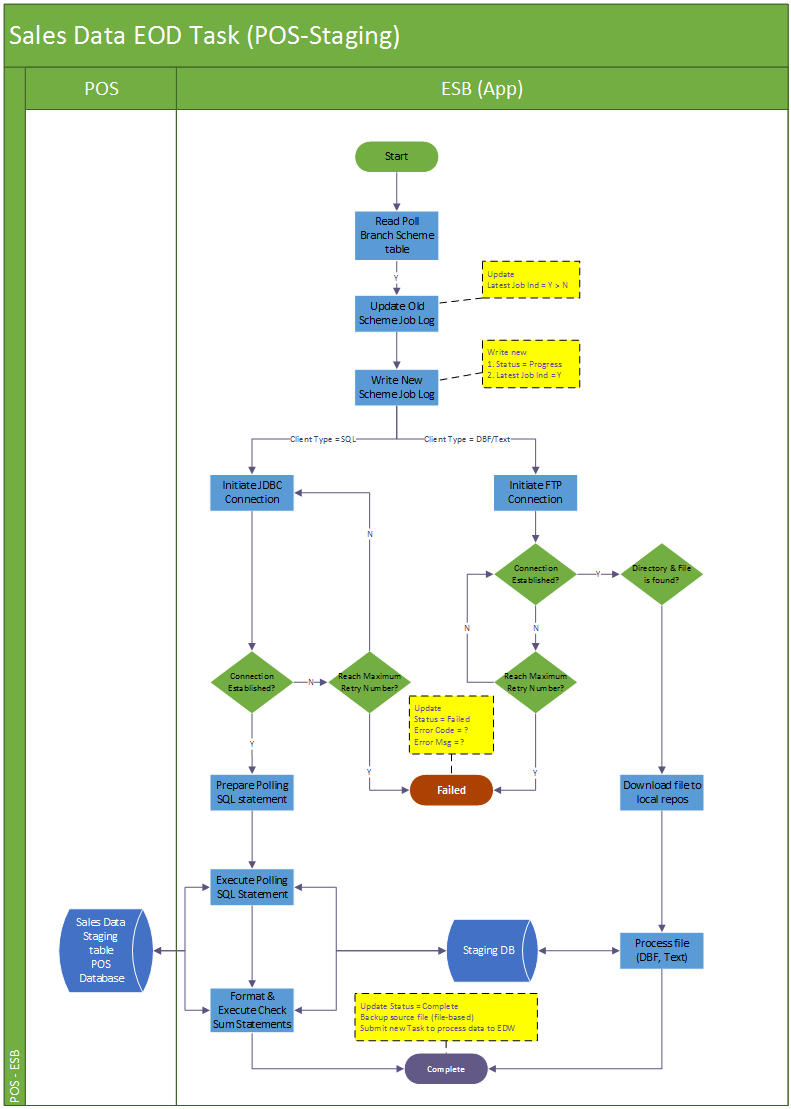 Sales Data EOD Task (POS-Staging)
POS
ESB (App)
Start
Read Poll
Branch Scheme
table
Y
Update
Latest Job Ind = Y > N
Update Old
Scheme Job Log
Write new
1. Status = Progress
2. Latest Job Ind = Y
Write New
Scheme Job Log
Client Type = SQL
Client Type = DBF/Text
Initiate JDBC
Connection
Initiate FTP
Connection
N
Connection
Established?
Y
Directory & File
is found?
N
N
Connection
Established?
N
Reach Maximum
Retry Number?
Reach Maximum
Retry Number?
Update
Status = Failed
Error Code = ?
Error Msg = ?
Y
Y
Y
Prepare Polling
SQL statement
Failed
Download file to
local repos
Execute Polling
SQL Statement
Sales Data
Staging
table
POS
Database
Staging DB
Process file
(DBF, Text)
Format &
Execute Check
Sum Statements
Update Status = Complete
Backup source file (file-based)
Submit new Task to process data to EDW
Complete
POS - ESB